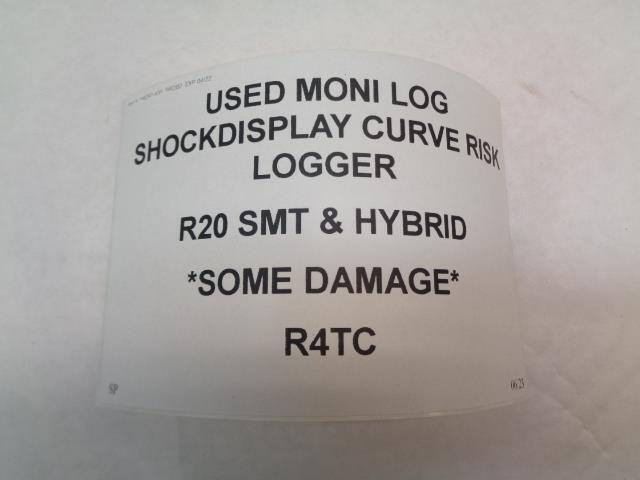 USED MONI LOG
SHOCKDISPLAY CURVE RISK
LOGGER
R20 SMT & HYBRID
*SOME DAMAGE*
R4TC
SP
06 23